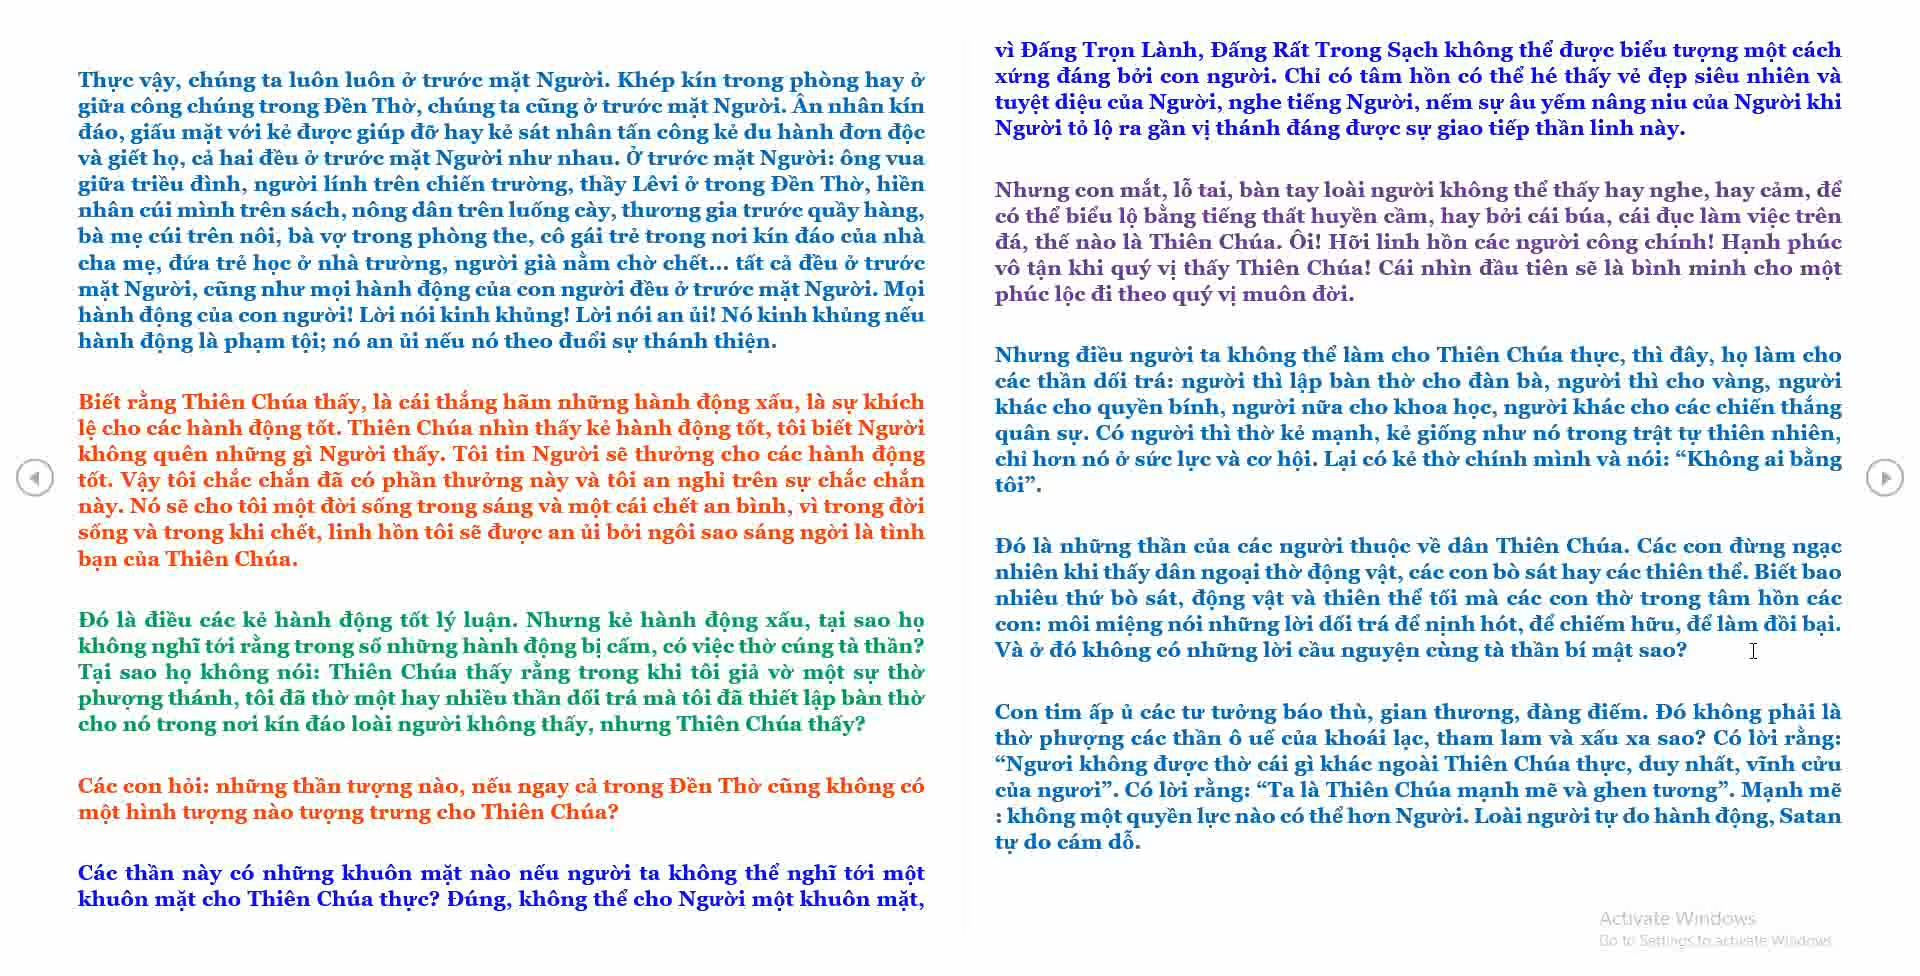 Thực vậy, chúng ta luôn luôn ở trước mặt Người. Khép kín trong phòng hay ở
giữa công chúng trong Đền Thờ, chúng ta cũng ở trước mặt Người. Ân nhân kín
đáo, giấu mặt với kẻ được giúp đỡ hay kẻ sát nhân tấn công kẻ du hành đơn độc
và giết họ, cả hai đều ở trước mặt Người như nhau. Ở trước mặt Người: ông vua
giữa triều đình, người lính trên chiến trường, thầy Lêvi ở trong Đền Thờ, hiền
nhân cúi mình trên sách, nông dân trên luống cày, thương gia trước quầy hàng,
bà mẹ cúi trên nôi, bà vợ trong phòng the, cô gái trẻ trong nơi kín đáo của nhà
cha mẹ, đứa trẻ học ở nhà trường, người già nằm chờ chết... tất cả đều ở trước
mặt Người, cũng như mọi hành động của con người đều ở trước mặt Người. Mọi
hành động của con người! Lời nói kinh khủng! Lời nói an ủi! Nó kinh khủng nếu
hành động là phạm tội; nó an ủi nếu nó theo đuổi sự thánh thiện.
Biết rằng Thiên Chúa thấy, là cái thắng hãm những hành động xấu, là sự khích
lệ cho các hành động tốt. Thiên Chúa nhìn thấy kẻ hành động tốt, tôi biết Người
không quên những gì Người thấy. Tôi tin Người sẽ thưởng cho các hành động
tốt. Vậy tôi chắc chắn đã có phần thưởng này và tôi an nghỉ trên sự chắc chắn
này. Nó sẽ cho tôi một đời sống trong sáng và một cái chết an bình, vì trong đời
sống và trong khi chết, linh hồn tôi sẽ được an ủi bởi ngôi sao sáng ngời là tình
bạn của Thiên Chúa.
Đó là điều các kẻ hành động tốt lý luận. Nhưng kẻ hành động xấu, tại sao họ
không nghĩ tới rằng trong số những hành động bị cấm, có việc thờ cúng tà thần?
Tại sao họ không nói: Thiên Chúa thấy rằng trong khi tôi giả vờ một sự thờ
phượng thánh, tôi đã thờ một hay nhiều thần dối trá mà tôi đã thiết lập bàn thờ
cho nó trong nơi kín đáo loài người không thấy, nhưng Thiên Chúa thấy?
Các con hỏi: những thần tượng nào, nếu ngay cả trong Đền Thờ cũng không có
một hình tượng nào tượng trưng cho Thiên Chúa?
Các thần này có những khuôn mặt nào nếu người ta không thể nghĩ tới một
khuôn mặt cho Thiên Chúa thực? Đúng, không thể cho Người một khuôn mặt,
vì Đấng Trọn Lành, Đấng Rất Trong Sạch không thể được biểu tượng một cách
xứng đáng bởi con người. Chỉ có tâm hồn có thể hé thấy vẻ đẹp siêu nhiên và
tuyệt diệu của Người, nghe tiếng Người, nếm sự âu yếm nâng niu của Người khi
Người tỏ lộ ra gần vị thánh đáng được sự giao tiếp thần linh này.
Nhưng con mắt, lỗ tai, bàn tay loài người không thể thấy hay nghe, hay cảm, để
có thể biểu lộ bằng tiếng thất huyền cầm, hay bởi cái búa, cái đục làm việc trên
đá, thế nào là Thiên Chúa. Ôi! Hỡi linh hồn các người công chính! Hạnh phúc
vô tận khi quý vị thấy Thiên Chúa! Cái nhìn đầu tiên sẽ là bình minh cho một
phúc lộc đi theo quý vị muôn đời.
Nhưng điều người ta không thể làm cho Thiên Chúa thực, thì đây, họ làm cho
các thần dối trá: người thì lập bàn thờ cho đàn bà, người thì cho vàng, người
khác cho quyền bính, người nữa cho khoa học, người khác cho các chiến thắng
quân sự. Có người thì thờ kẻ mạnh, kẻ giống như nó trong trật tự thiên nhiên,
chỉ hơn nó ở sức lực và cơ hội. Lại có kẻ thờ chính mình và nói: “Không ai bằng
tôi”.
Đó là những thần của các người thuộc về dân Thiên Chúa. Các con đừng ngạc
nhiên khi thấy dân ngoại thờ động vật, các con bò sát hay các thiên thể. Biết bao
nhiêu thứ bò sát, động vật và thiên thể tối mà các con thờ trong tâm hồn các
con: môi miệng nói những lời dối trá để nịnh hót, để chiếm hữu, để làm đồi bại.
Và ở đó không có những lời cầu nguyện cùng tà thần bí mật sao?
Con tim ấp ủ các tư tưởng báo thù, gian thương, đàng điếm. Đó không phải là
thờ phượng các thần ô uế của khoái lạc, tham lam và xấu xa sao? Có lời rằng:
“Ngươi không được thờ cái gì khác ngoài Thiên Chúa thực, duy nhất, vĩnh cửu
của ngươi”. Có lời rằng: “Ta là Thiên Chúa mạnh mẽ và ghen tương”. Mạnh mẽ
: không một quyền lực nào có thể hơn Người. Loài người tự do hành động, Satan
tự do cám dỗ.
Activate Windows
Go to Settings to activate Windows.